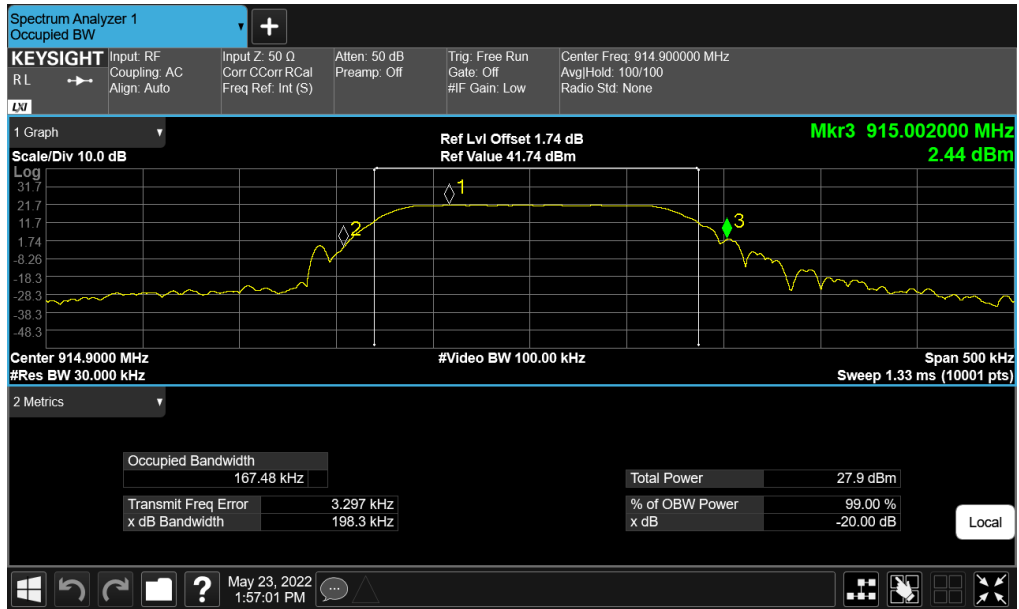 Spectrum Analyzer 1
Occupied BW
+
KEYSIGHT
R L
LXI
Input: RF
Coupling: AC
Align: Auto
Input Z: 50 Ω
Corr CCorr RCal
Freq Ref: Int (S)
Atten: 50 dB
Preamp: Off
Trig: Free Run
Gate: Off
#IF Gain: Low
Center Freq: 914.900000 MHz
Avg|Hold: 100/100
Radio Std: None
1 Graph
Scale/Div 10.0 dB
Ref Lvl Offset 1.74 dB
Ref Value 41.74 dBm
Mkr3 915.002000 MHz
2.44 dBm
Log
31.7
21.7
11.7
1.74
-8.26
-18.3
-28.3
-38.3
-48.3
1
2
3
Center 914.9000 MHz
#Video BW 100.00 kHz
Span 500 kHz
#Res BW 30.000 kHz
Sweep 1.33 ms (10001 pts)
2 Metrics
Occupied Bandwidth
167.48 kHz
Total Power 27.9 dBm
Transmit Freq Error 3.297 kHz
% of OBW Power 99.00 %
x dB Bandwidth 198.3 kHz
x dB -20.00 dB
Local
?
May 23, 2022
1:57:01 PM